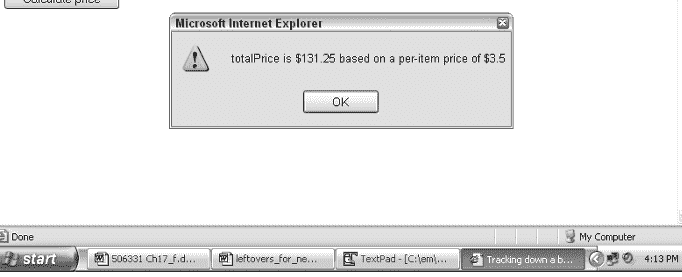 Calculate price
Microsoft Internet Explorer
totalPrice is $131.25 based on a per-item price of $3.5
OK
Done
My Computer
start
506331 Ch17_f.d...
leftovers_for_ne...
TextPad - [C:\em\...
Tracking down a b...
4:13 PM